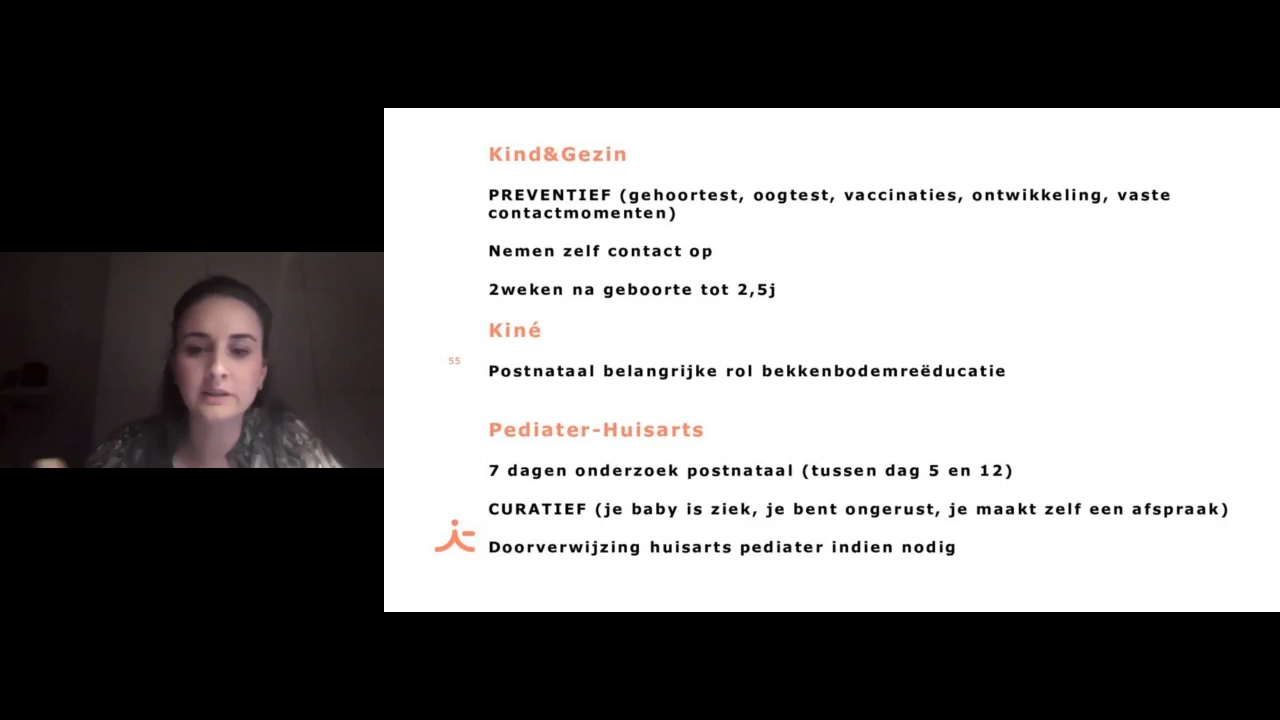 Kind&Gezin
PREVENTIEF (gehoortest, oogtest, vaccinaties, ontwikkeling, vaste
contactmomenten)
Nemen zelf contact op
2weken na geboorte tot 2,5j
Kiné
55
Postnataal belangrijke rol bekkenbodemreëducatie
Pediater-Huisarts
7 dagen onderzoek postnataal (tussen dag 5 en 12)
CURATIEF (je baby is ziek, je bent ongerust, je maakt zelf een afspraak)
Doorverwijzing huisarts pediater indien nodig